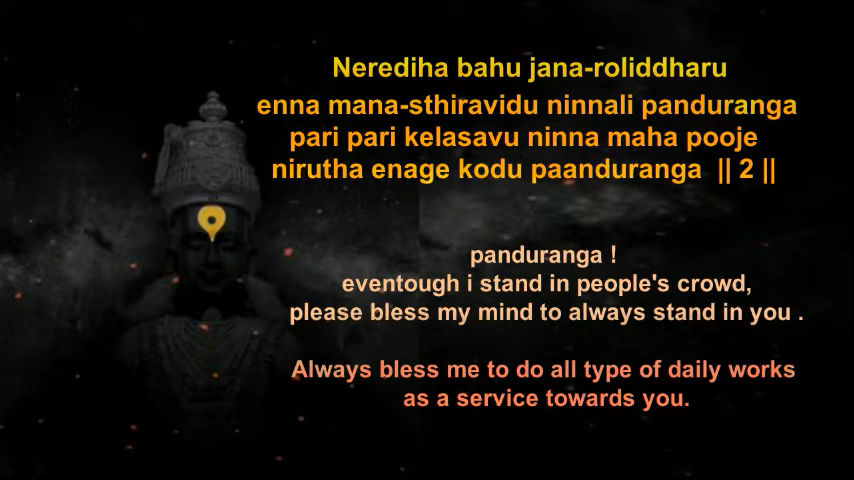 Nerediha bahu jana-roliddharu
enna mana-sthiravidu ninnali panduranga
pari pari kelasavu ninna maha pooje
nirutha enage kodu paanduranga || 2 ||
panduranga !
eventough i stand in people's crowd,
please bless my mind to always stand in you .
Always bless me to do all type of daily works
as a service towards you.